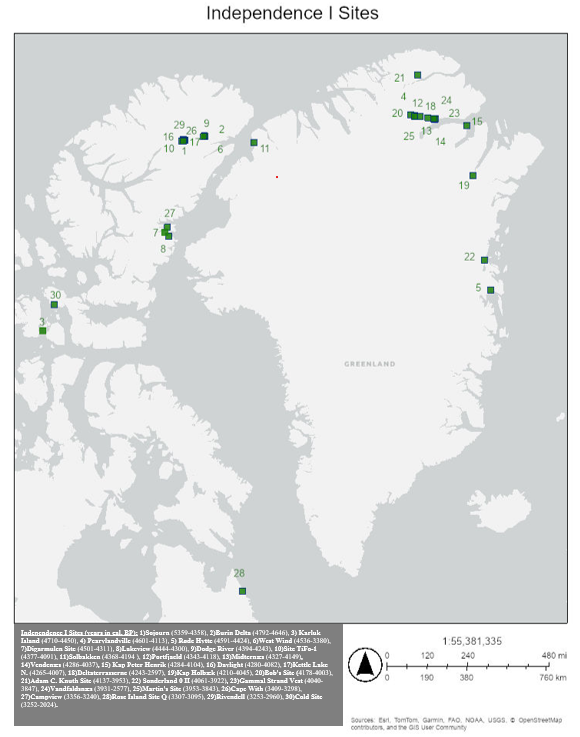 Independence I Sites
21
4
12
18
24
20
23
15
13
25
14
29
9
26
2
16
17
10
1
6
11
19
27
7
8
22
5
30
3
GREENLAND
28
Independence I Sites (years in cal. BP): 1)Sojourn (5359-4358), 2)Burin Delta (4792-4646), 3) Karluk
Island (4710-4450), 4) Pearylandville (4601-4113), 5) Røde Hytte (4591-4424), 6)West Wind (4536-3380),
7)Digarmulen Site (4501-4311), 8)Lakeview (4444-4300), 9)Dodge River (4394-4243), 10)Site TiFo-1
(4377-4091), 11)Solbakken (4368-4194 ), 12)Portfjaeld (4343-4118), 13)Midternæs (4327-4149),
14)Vendenæs (4286-4037), 15) Kap Peter Henrik (4284-4104), 16) Daylight (4280-4082), 17)Kettle Lake
N. (4265-4007), 18)Deltaterrasserne (4243-2597), 19)Kap Holbæk (4210-4045), 20)Bob's Site (4178-4003),
21)Adam C. Knuth Site (4137-3953), 22) Sønderland 0 II (4061-3922), 23)Gammel Strand Vest (4040-
3847), 24)Vandfaldsnæs (3931-2577), 25)Martin's Site (3953-3843), 26)Cape With (3409-3298),
27)Campview (3356-3240), 28)Rose Island Site Q (3307-3095), 29)Rivendell (3253-2960), 30)Cold Site
(3252-2024).
1:55,381,335
0 120 240 480 mi
0 190 380 760 km
Sources: Esri, TomTom, Garmin, FAO, NOAA, USGS, © OpenStreetMap
contributors, and the GIS User Community